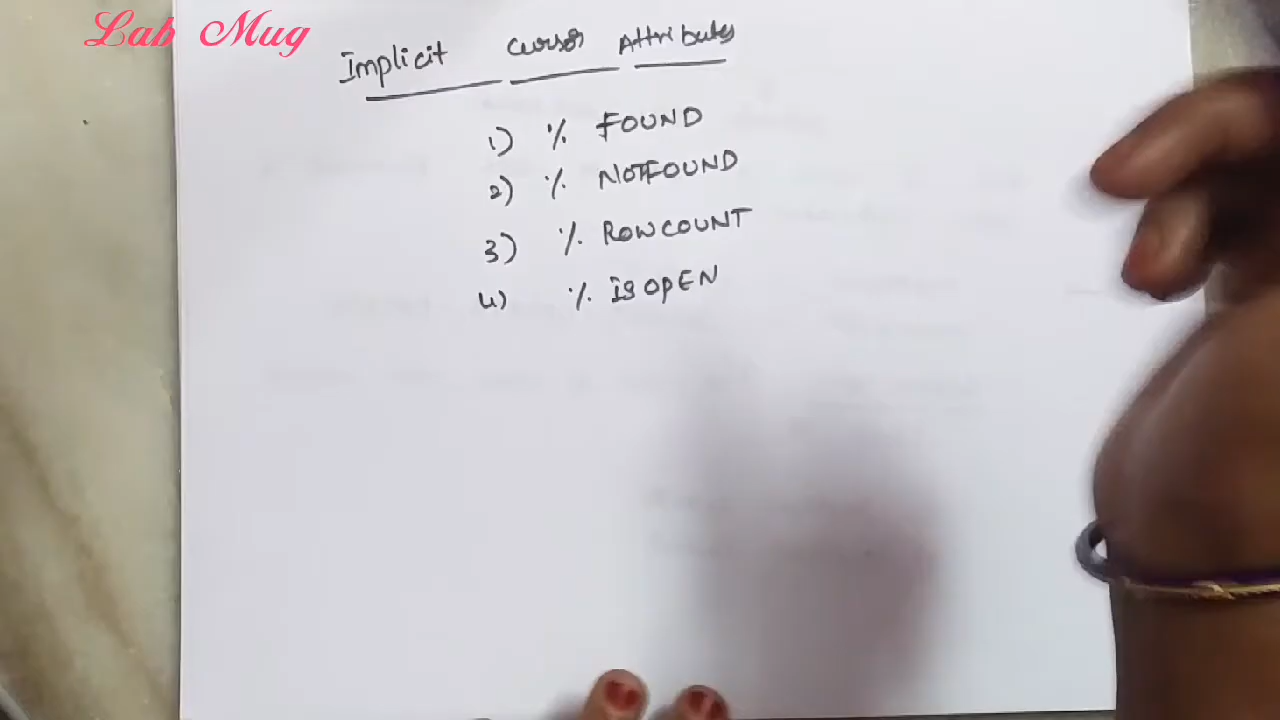 Lab Mug
Implicit Cursor Attributes
1) % FOUND
2) % NOTFOUND
3) % ROWCOUNT
4) % ISOPEN